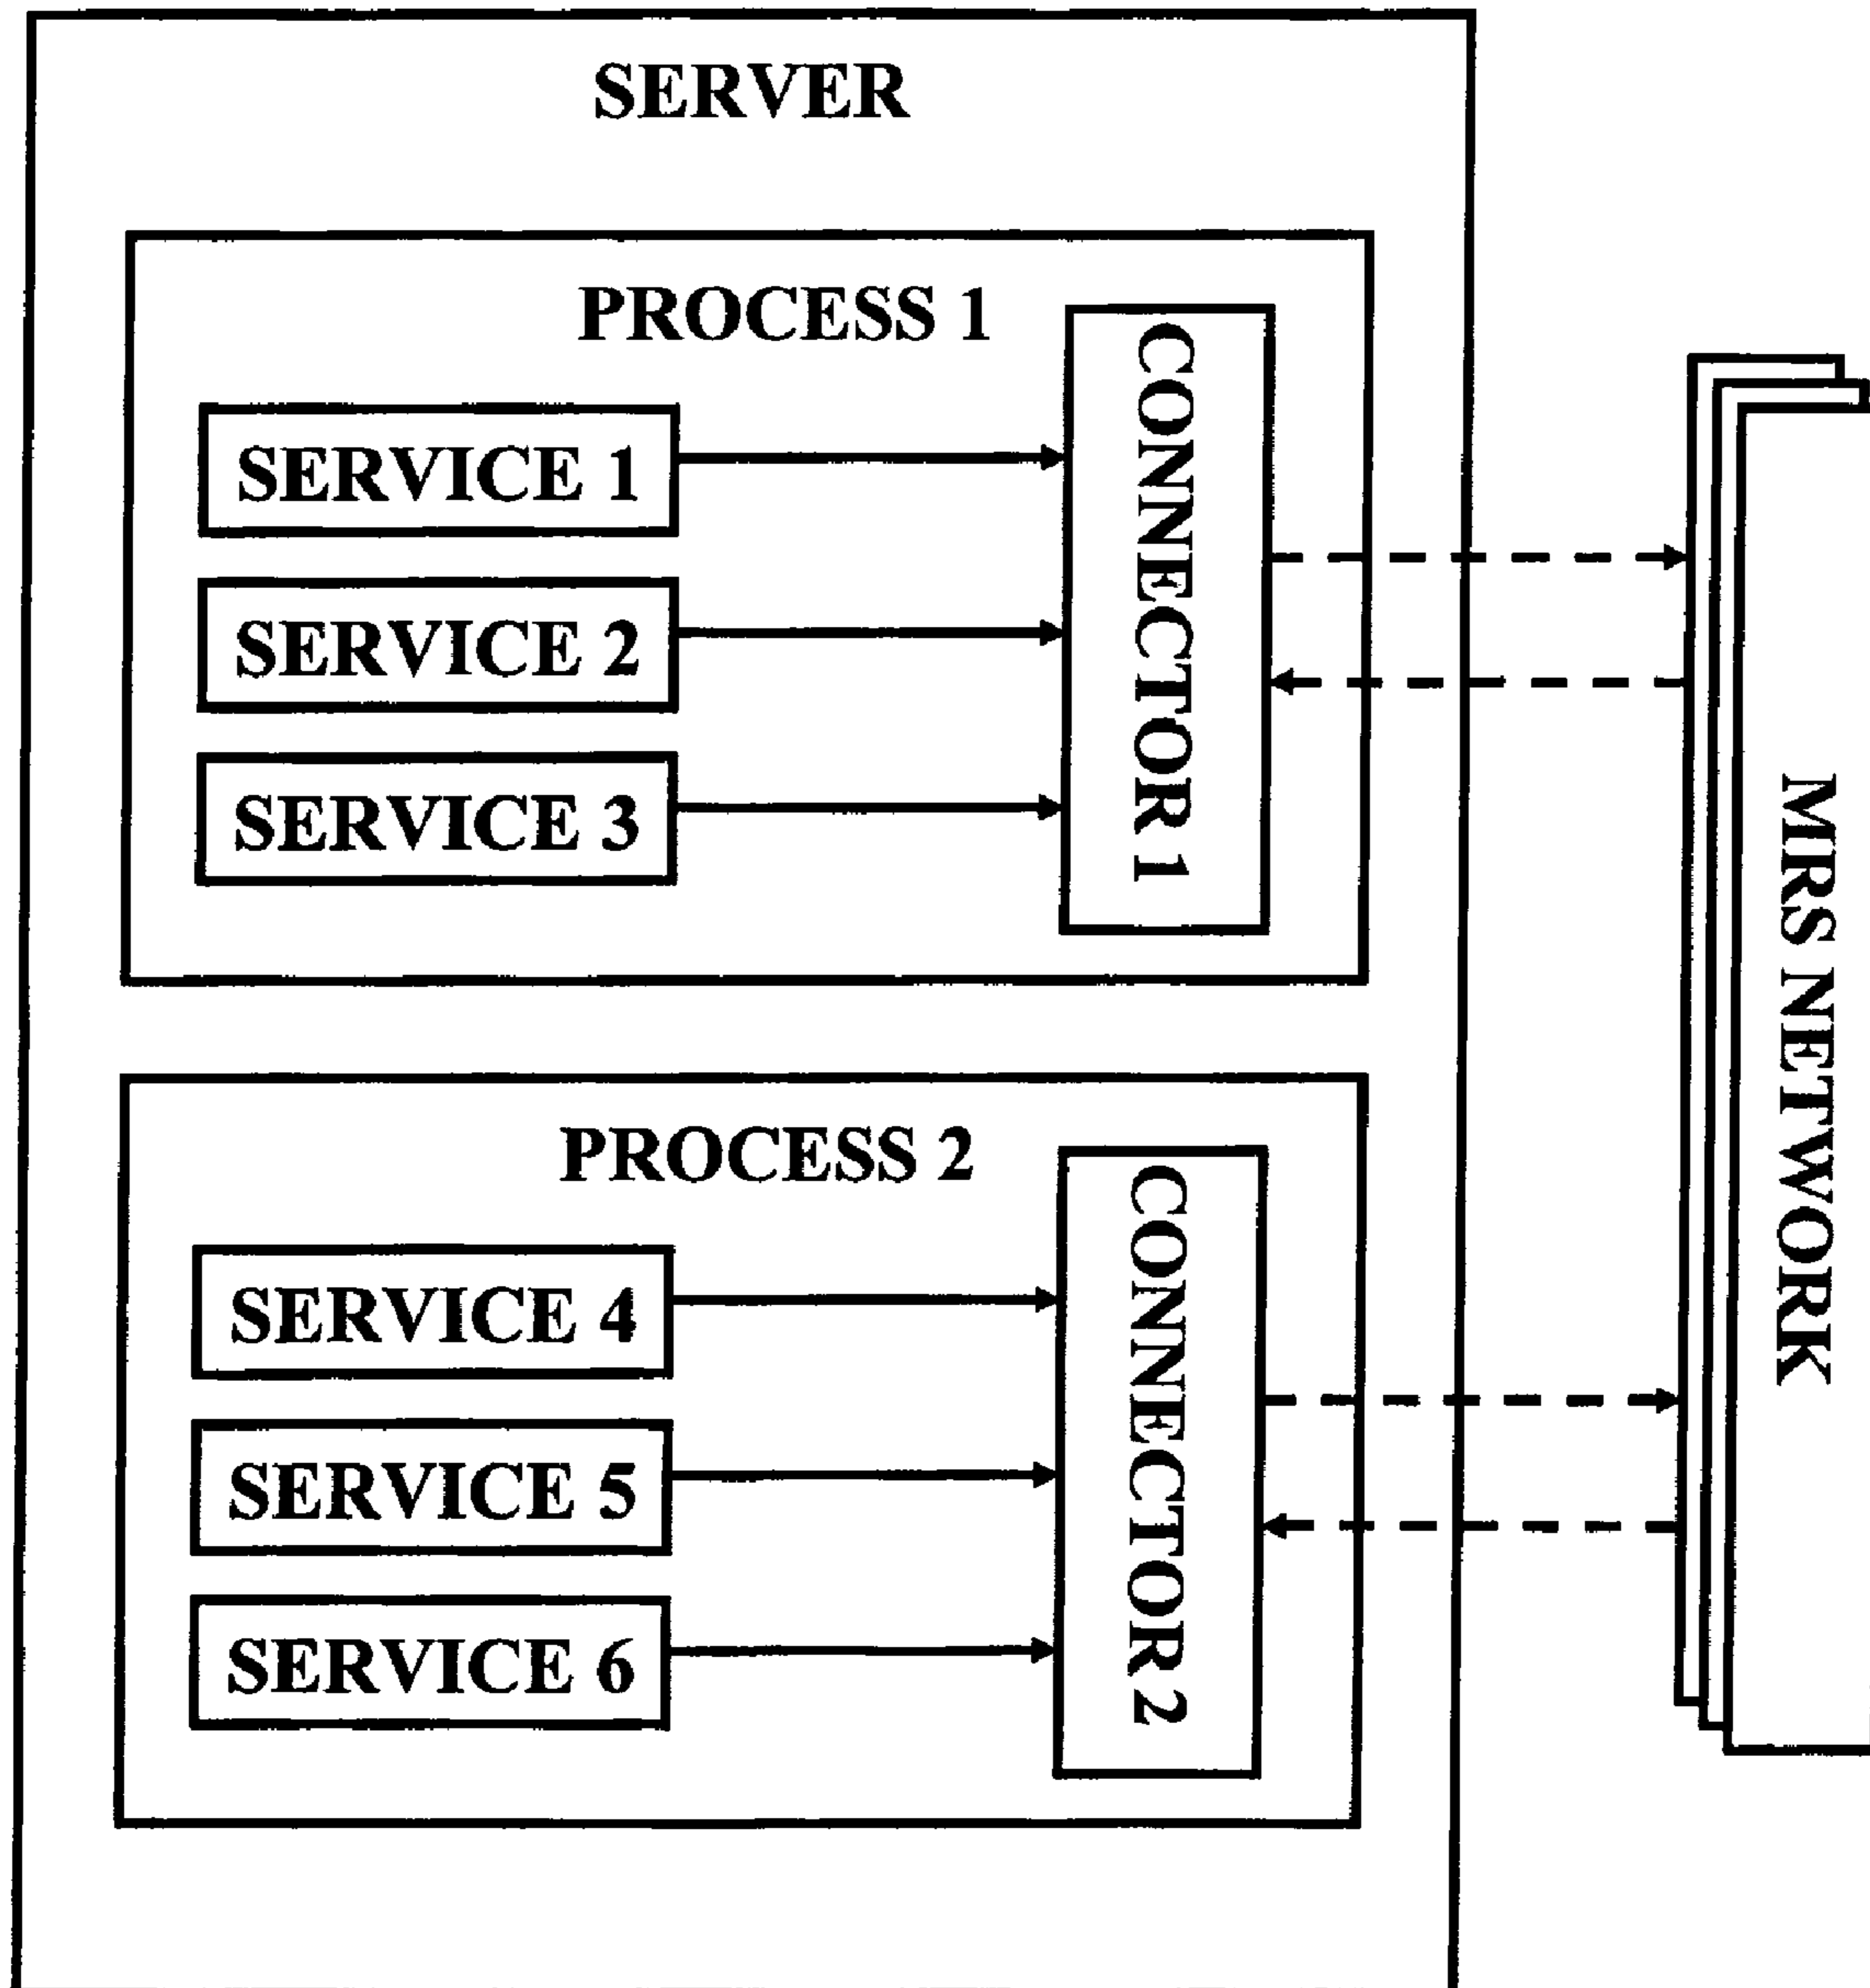 SERVER
PROCESS 1
SERVICE 1
SERVICE 2
SERVICE 3
CONNECTOR 1
PROCESS 2
SERVICE 4
SERVICE 5
SERVICE 6
CONNECTOR 2
MRS NETWORK